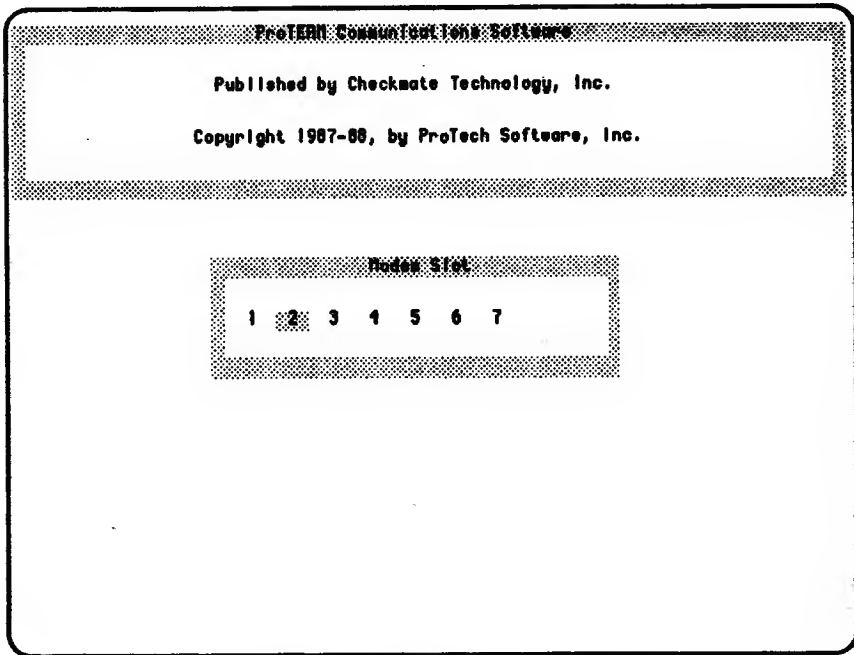 ProTERM Communications Software
Published by Checkmate Technology, Inc.
Copyright 1987-88, by ProTech Software, Inc.
Modem Slot
1 2 3 4 5 6 7